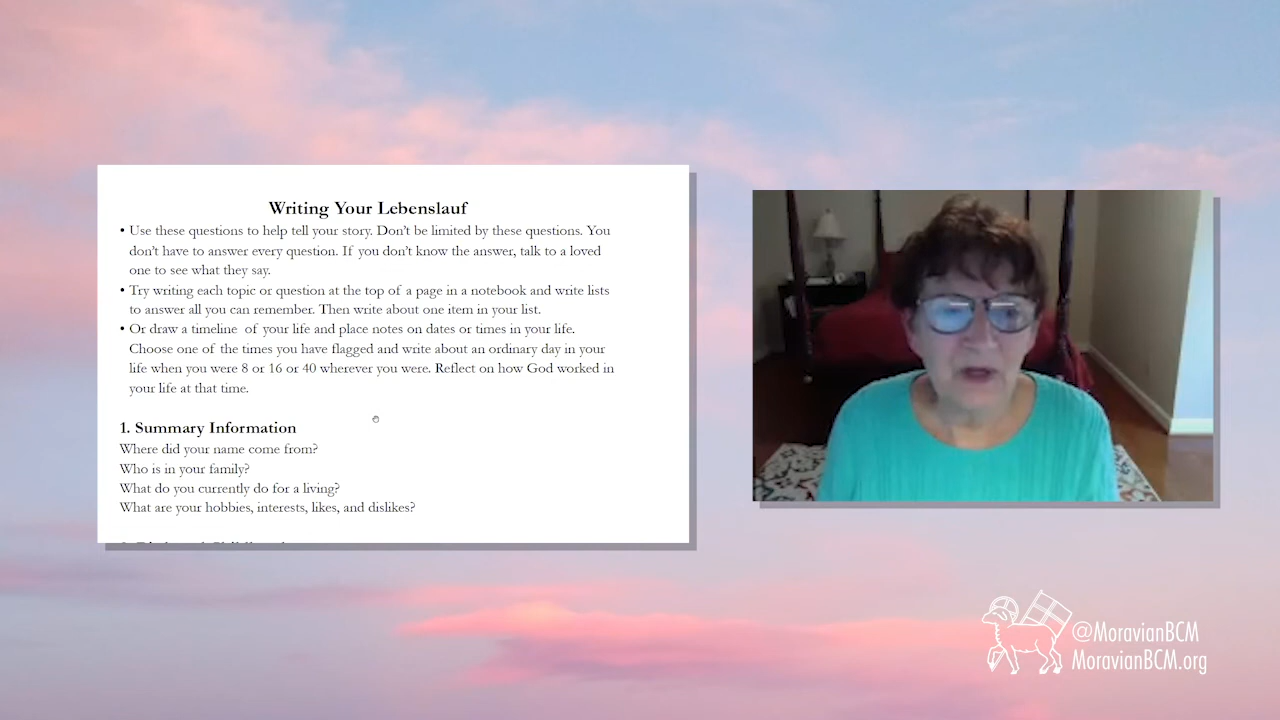 Writing Your Lebenslauf
• Use these questions to help tell your story. Don't be limited by these questions. You
don't have to answer every question. If you don't know the answer, talk to a loved
one to see what they say.
• Try writing each topic or question at the top of a page in a notebook and write lists
to answer all you can remember. Then write about one item in your list.
• Or draw a timeline of your life and place notes on dates or times in your life.
Choose one of the times you have flagged and write about an ordinary day in your
life when you were 8 or 16 or 40 wherever you were. Reflect on how God worked in
your life at that time.
1. Summary Information
Where did your name come from?
Who is in your family?
What do you currently do for a living?
What are your hobbies, interests, likes, and dislikes?
@MoravianBCM
MoravianBCM.org